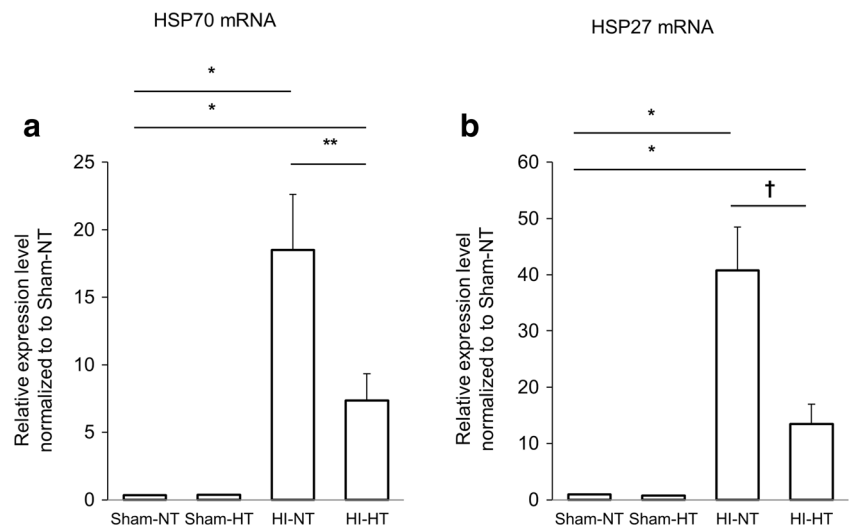 HSP70 mRNA
HSP27 mRNA
*
*
**
a
25
20
15
10
5
0
Relative expression level
normalized to to Sham-NT
Sham-NT Sham-HT HI-NT HI-HT
*
*
†
b
60
50
40
30
20
10
0
Relative expression level
normalized to to Sham-NT
Sham-NT Sham-HT HI-NT HI-HT